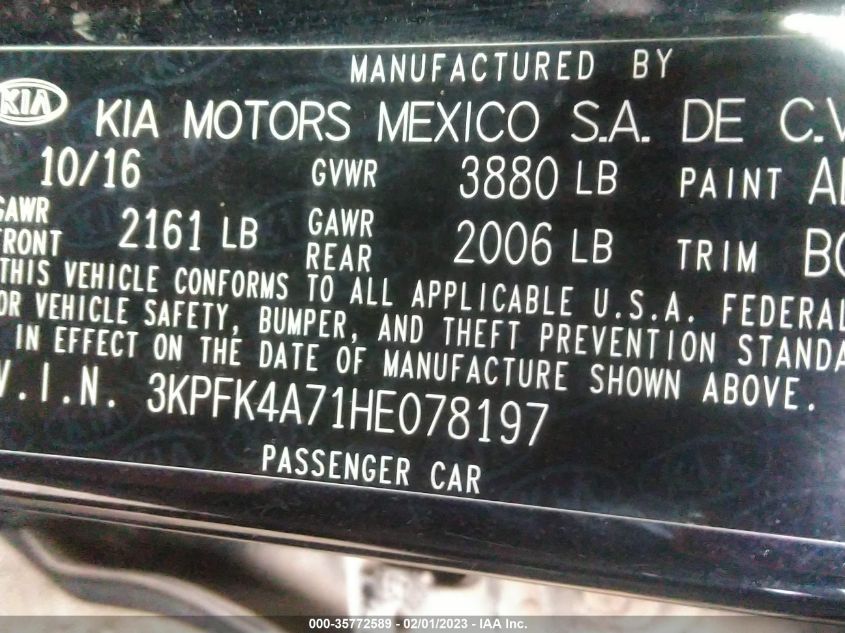 MANUFACTURED BY
KIA KIA MOTORS MEXICO S.A. DE C.V
10/16 GVWR 3880 LB PAINT
GAWR FRONT 2161 LB GAWR REAR 2006 LB TRIM
THIS VEHICLE CONFORMS TO ALL APPLICABLE U.S.A. FEDERAL
OR VEHICLE SAFETY, BUMPER, AND THEFT PREVENTION STANDA
IN EFFECT ON THE DATE OF MANUFACTURE SHOWN ABOVE.
V.I.N. 3KPFK4A71HE078197
PASSENGER CAR
000-35772589 - 02/01/2023 - IAA Inc.